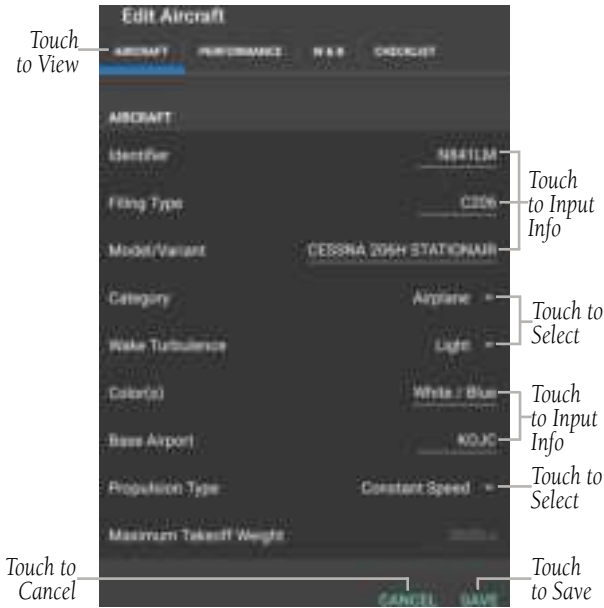 Edit Aircraft
Touch
to View
AIRCRAFT PERFORMANCE W & B CHECKLIST
AIRCRAFT
Identifier N841LM
Filing Type C206
Touch
to Input
Info
Model/Variant CESSNA 206H STATIONAIR
Category Airplane
Touch to
Select
Wake Turbulence Light
Color(s) White / Blue
Touch
to Input
Info
Base Airport KOJC
Propulsion Type Constant Speed
Touch to
Select
Maximum Takeoff Weight
Touch to
Cancel
Touch
to Save
CANCEL SAVE